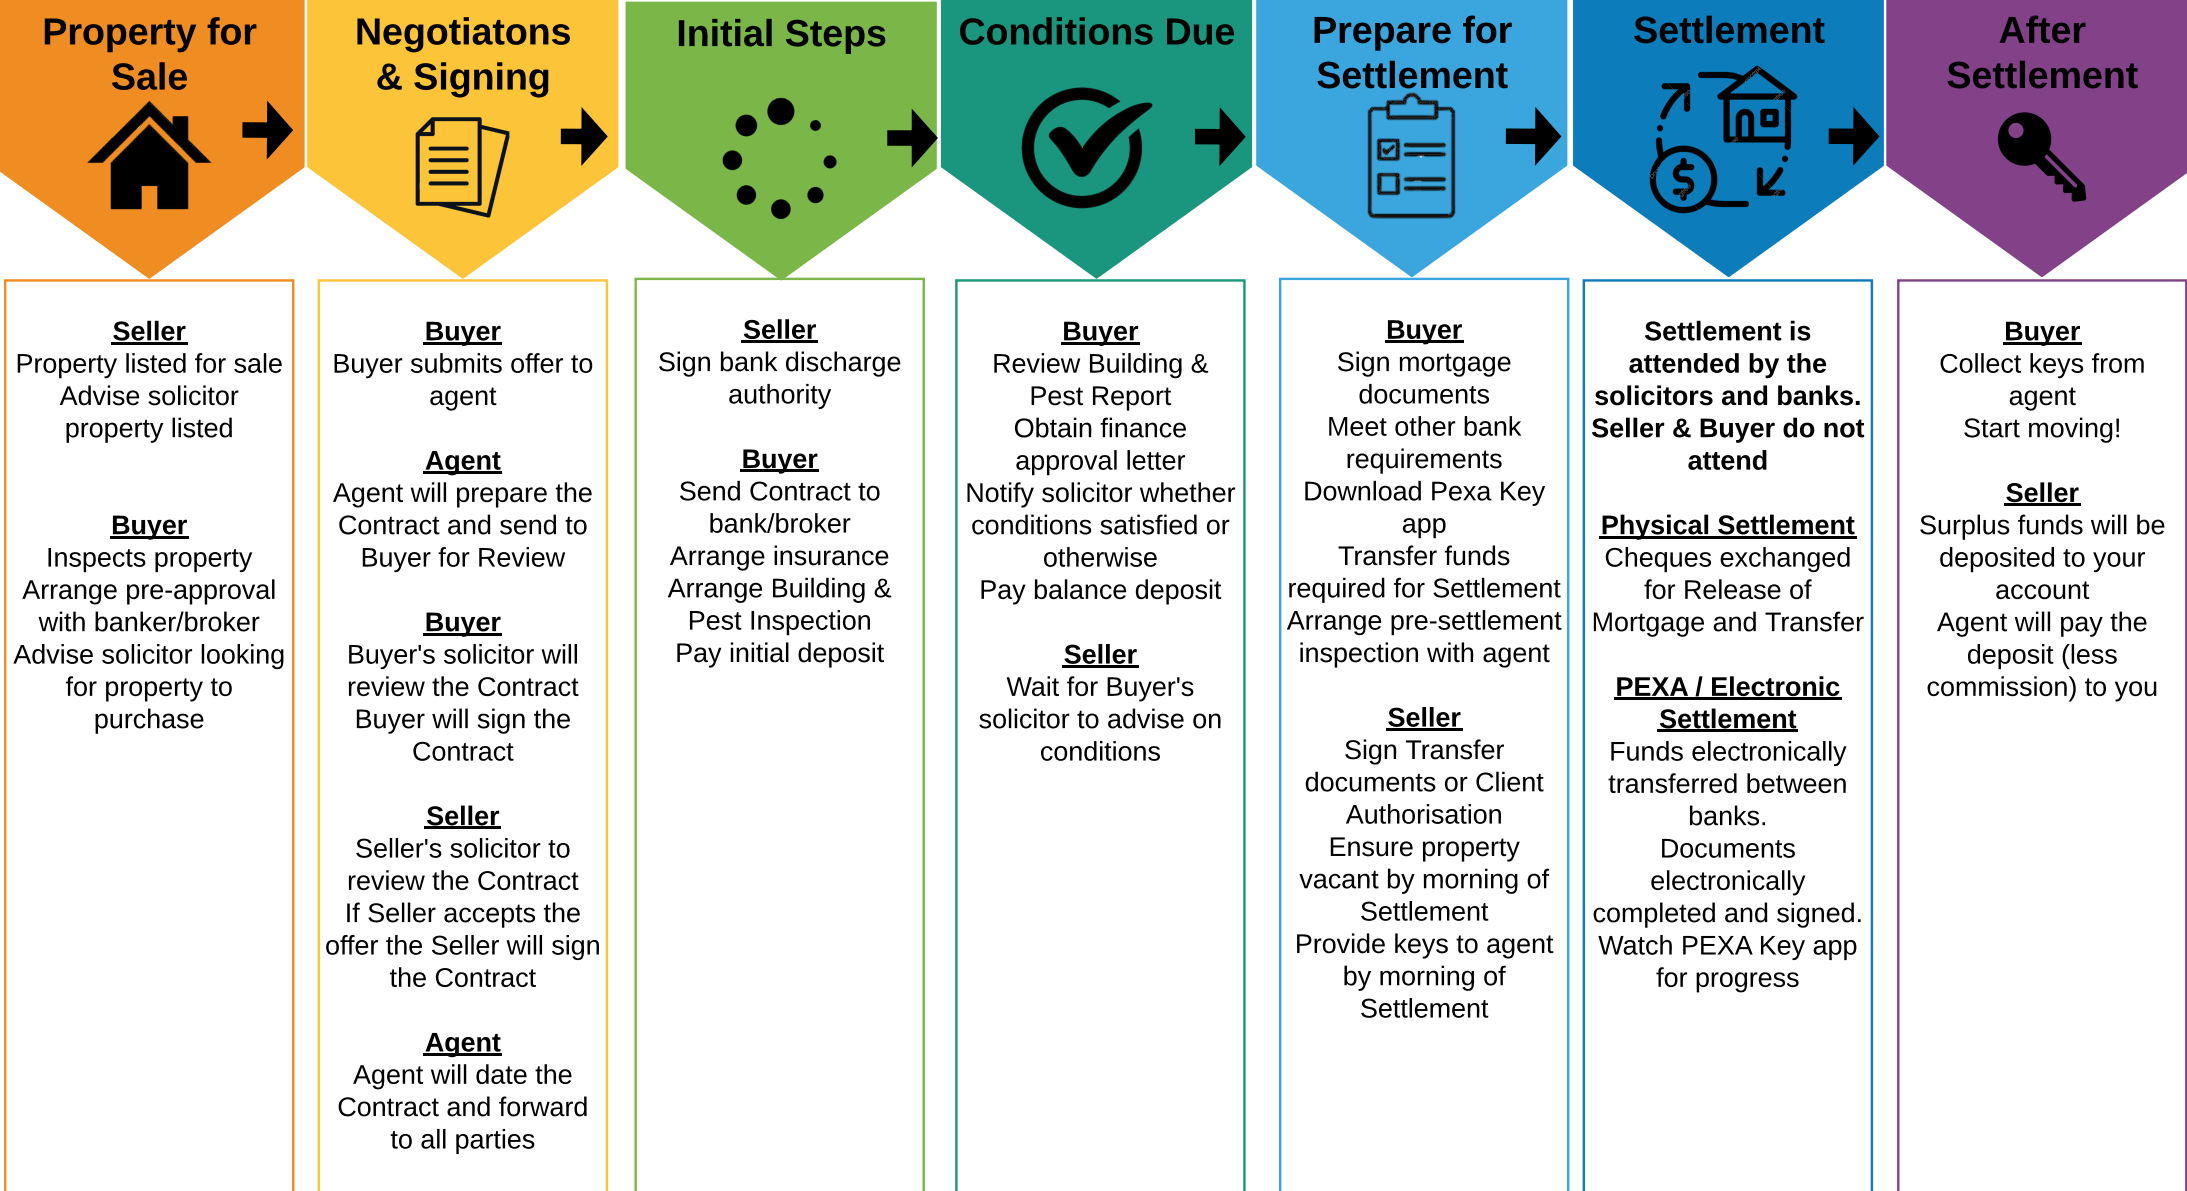 Property for
Sale
Seller
Property listed for sale
Advise solicitor
property listed
Buyer
Inspects property
Arrange pre-approval
with banker/broker
Advise solicitor looking
for property to
purchase
Negotiatons
& Signing
Buyer
Buyer submits offer to
agent
Agent
Agent will prepare the
Contract and send to
Buyer for Review
Buyer
Buyer's solicitor will
review the Contract
Buyer will sign the
Contract
Seller
Seller's solicitor to
review the Contract
If Seller accepts the
offer the Seller will sign
the Contract
Agent
Agent will date the
Contract and forward
to all parties
Initial Steps
Seller
Sign bank discharge
authority
Buyer
Send Contract to
bank/broker
Arrange insurance
Arrange Building &
Pest Inspection
Pay initial deposit
Conditions Due
Buyer
Review Building &
Pest Report
Obtain finance
approval letter
Notify solicitor whether
conditions satisfied or
otherwise
Pay balance deposit
Seller
Wait for Buyer's
solicitor to advise on
conditions
Prepare for
Settlement
Buyer
Sign mortgage
documents
Meet other bank
requirements
Download Pexa Key
app
Transfer funds
required for Settlement
Arrange pre-settlement
inspection with agent
Seller
Sign Transfer
documents or Client
Authorisation
Ensure property
vacant by morning of
Settlement
Provide keys to agent
by morning of
Settlement
Settlement
$
Settlement is
attended by the
solicitors and banks.
Seller & Buyer do not
attend
Physical Settlement
Cheques exchanged
for Release of
Mortgage and Transfer
PEXA / Electronic
Settlement
Funds electronically
transferred between
banks.
Documents
electronically
completed and signed.
Watch PEXA Key app
for progress
After
Settlement
Buyer
Collect keys from
agent
Start moving!
Seller
Surplus funds will be
deposited to your
account
Agent will pay the
deposit (less
commission) to you